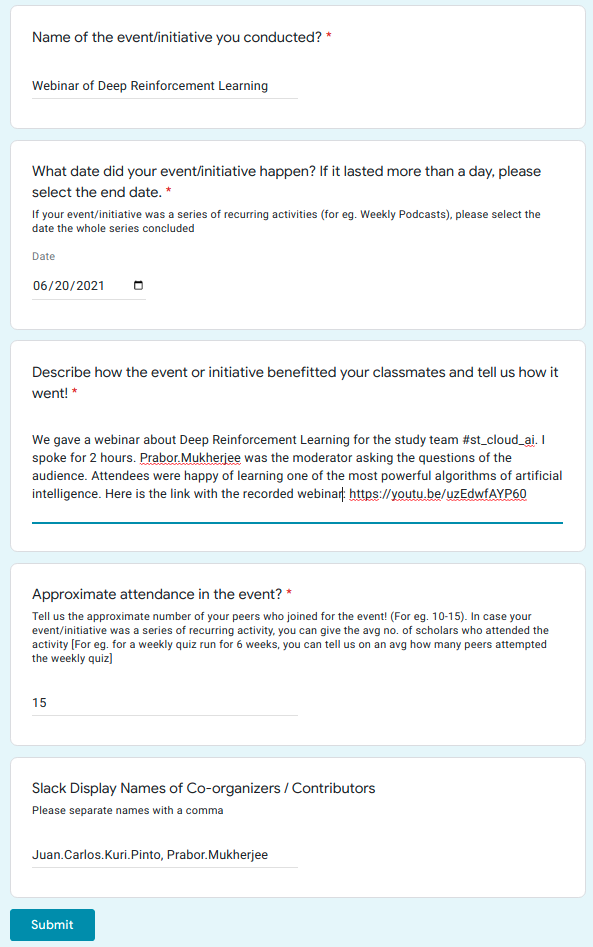 Name of the event/initiative you conducted? *
Webinar of Deep Reinforcement Learning
What date did your event/initiative happen? If it lasted more than a day, please
select the end date. *
If your event/initiative was a series of recurring activities (for eg. Weekly Podcasts), please select the
date the whole series concluded
Date
06/20/2021
Describe how the event or initiative benefitted your classmates and tell us how it
went! *
We gave a webinar about Deep Reinforcement Learning for the study team #st_cloud_ai. I
spoke for 2 hours. Prabor.Mukherjee was the moderator asking the questions of the
audience. Attendees were happy of learning one of the most powerful algorithms of artificial
intelligence. Here is the link with the recorded webinar: https://youtu.be/uzEdwfAYP60
Approximate attendance in the event? *
Tell us the approximate number of your peers who joined for the event! (For eg. 10-15). In case your
event/initiative was a series of recurring activity, you can give the avg no. of scholars who attended the
activity [For eg. for a weekly quiz run for 6 weeks, you can tell us on an avg how many peers attempted
the weekly quiz]
15
Slack Display Names of Co-organizers / Contributors
Please separate names with a comma
Juan.Carlos.Kuri.Pinto, Prabor.Mukherjee
Submit